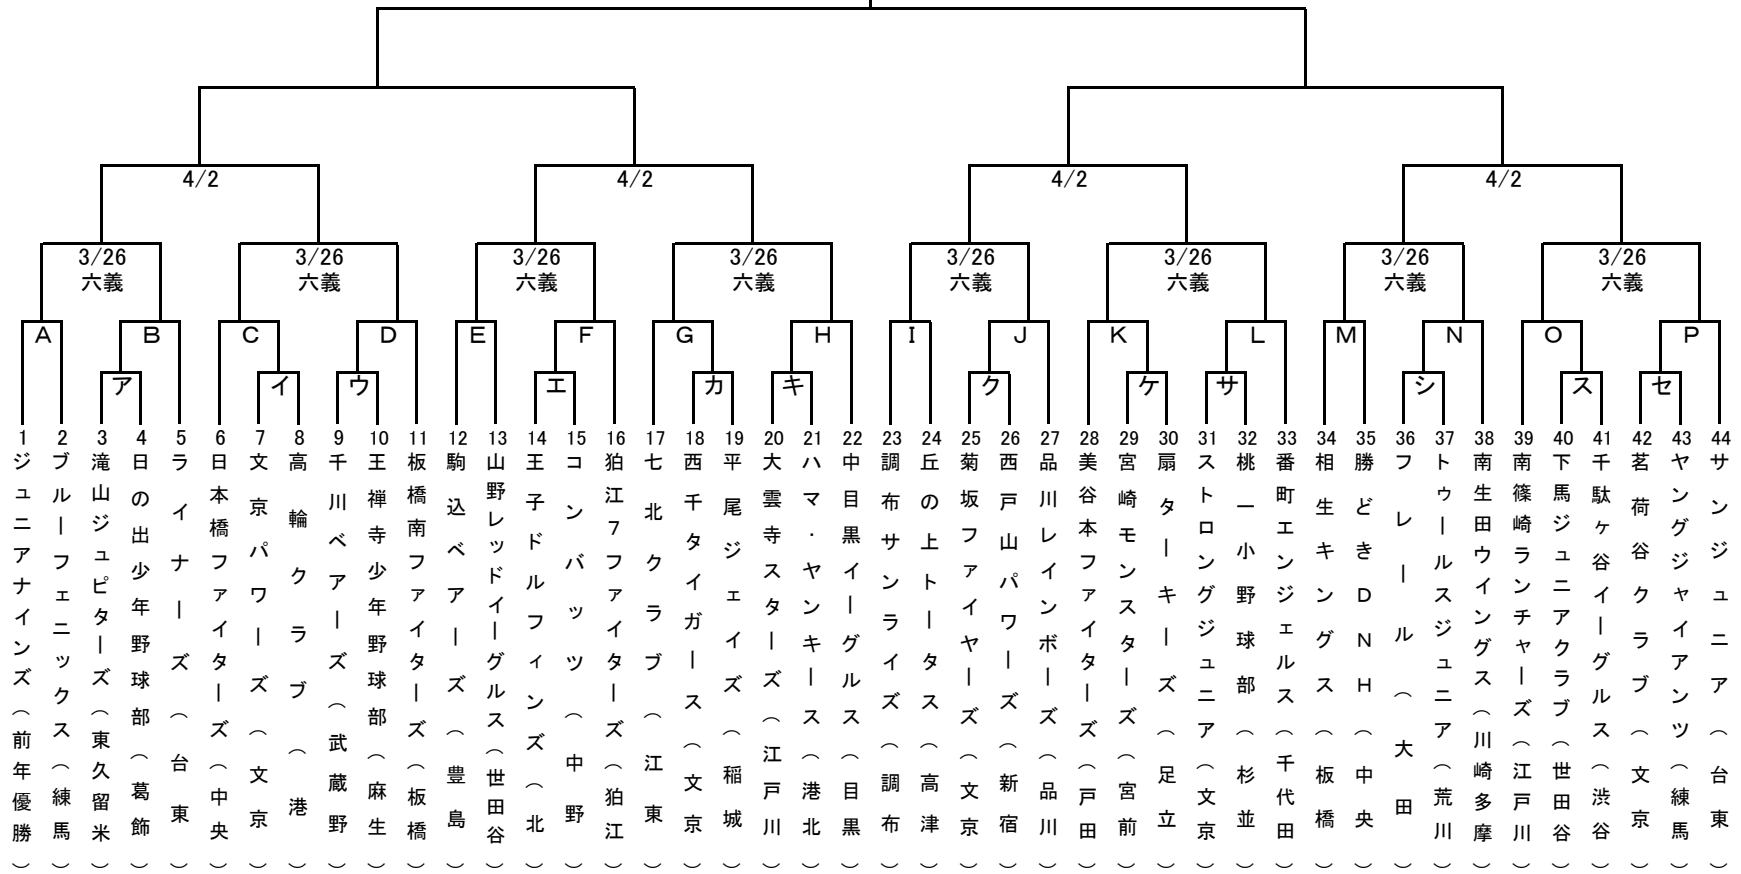 4/2
4/2
4/2
4/2
3/26
六義
3/26
六義
3/26
六義
3/26
六義
3/26
六義
3/26
六義
3/26
六義
3/26
六義
A
B
C
D
E
F
G
H
I
J
K
L
M
N
O
P
ア
イ
ウ
エ
カ
キ
ク
ケ
サ
シ
ス
セ
1 ジュニアナインズ(前年優勝)
2 ブルーフェニックス(練馬)
3 滝山ジュピターズ(東久留米)
4 日の出少年野球部(葛飾)
5 ライナーズ(台東)
6 日本橋ファイターズ(中央)
7 文京パワーズ(文京)
8 高輪クラブ(港)
9 千川ベアーズ(武蔵野)
10 王禅寺少年野球部(麻生)
11 板橋南ファイターズ(板橋)
12 駒込ベアーズ(豊島)
13 山野レッドイーグルス(世田谷)
14 王子ドルフィンズ(北)
15 コンバッツ(中野)
16 狛江7ファイターズ(狛江)
17 七北クラブ(江東)
18 西千タイガース(文京)
19 平尾ジェイズ(稲城)
20 大雲寺スターズ(江戸川)
21 ハマ・ヤンキース(港北)
22 中目黒イーグルス(目黒)
23 調布サンライズ(調布)
24 丘の上トータス(高津)
25 菊坂ファイヤーズ(文京)
26 西戸山パワーズ(新宿)
27 品川レインボーズ(品川)
28 美谷本ファイターズ(戸田)
29 宮崎モンスターズ(宮前)
30 扇ターキーズ(足立)
31 ストロングジュニア(文京)
32 桃一小野球部(杉並)
33 番町エンジェルス(千代田)
34 相生キングス(板橋)
35 勝どきDNH(中央)
36 フレール(大田)
37 トゥールスジュニア(荒川)
38 南生田ウイングス(川崎多摩)
39 南篠崎ランチャーズ(江戸川)
40 下馬ジュニアクラブ(世田谷)
41 千駄ヶ谷イーグルス(渋谷)
42 茗荷谷クラブ(文京)
43 ヤングジャイアンツ(練馬)
44 サンジュニア(台東)